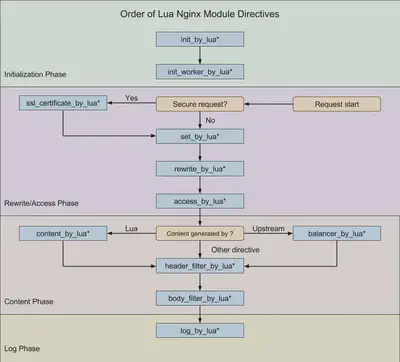 Order of Lua Nginx Module Directives
init_by_lua*
init_worker_by_lua*
Initialization Phase
ssl_certificate_by_lua*
Yes
Secure request?
Request start
No
set_by_lua*
rewrite_by_lua*
access_by_lua*
Rewrite/Access Phase
content_by_lua*
Lua
Content generated by ?
Upstream
balancer_by_lua*
Other directive
header_filter_by_lua*
Content Phase
body_filter_by_lua*
log_by_lua*
Log Phase